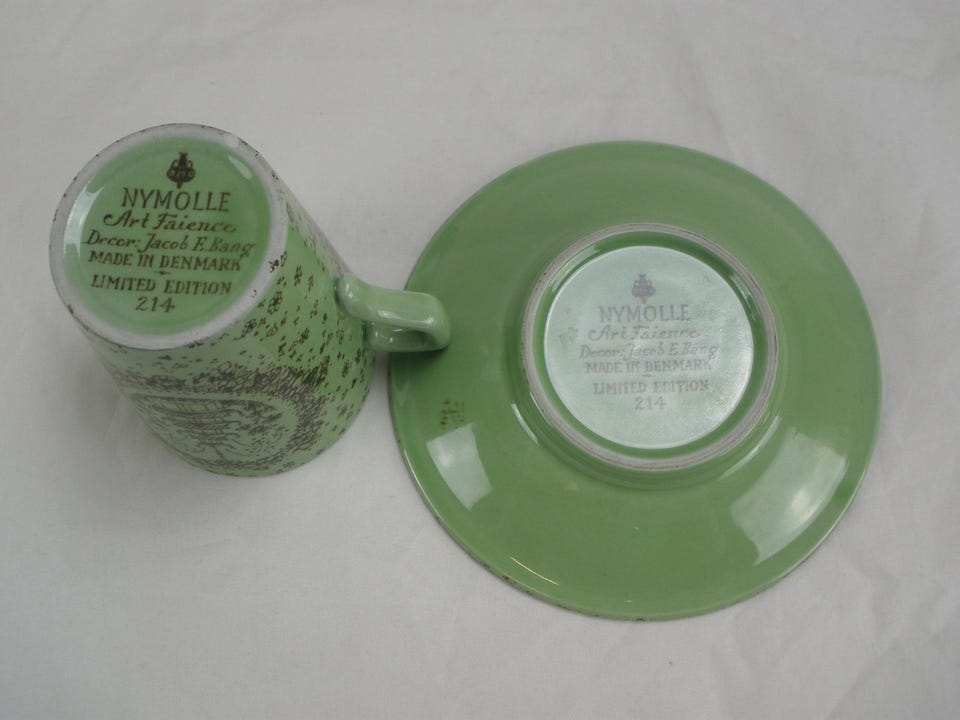 NYMOLLE
Art Faience
Decor: Jacob E. Bang
MADE IN DENMARK
LIMITED EDITION
214
NYMOLLE
Art Faience
Decor: Jacob E. Bang
MADE IN DENMARK
LIMITED EDITION
214